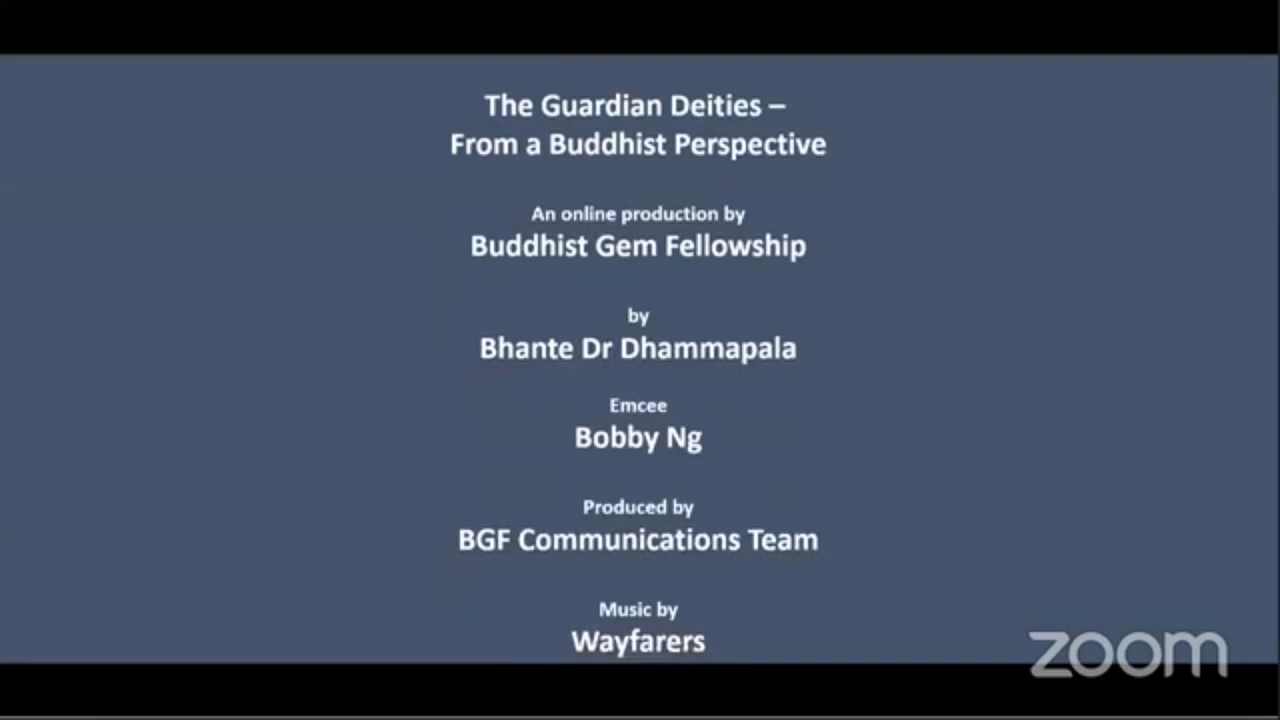 The Guardian Deities –
From a Buddhist Perspective
An online production by
Buddhist Gem Fellowship
by
Bhante Dr Dhammapala
Emcee
Bobby Ng
Produced by
BGF Communications Team
Music by
Wayfarers
zoom